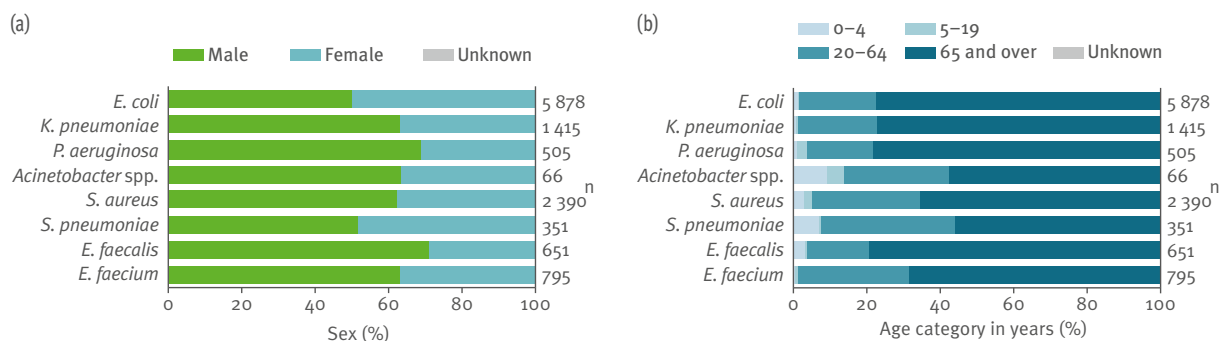 (a)
Male Female Unknown
E. coli 5 878
K. pneumoniae 1 415
P. aeruginosa 505
Acinetobacter spp. 66
S. aureus 2 390
n
S. pneumoniae 351
E. faecalis 651
E. faecium 795
0 20 40 60 80 100
Sex (%)
(b)
0–4 5–19
20–64 65 and over Unknown
E. coli 5 878
K. pneumoniae 1 415
P. aeruginosa 505
Acinetobacter spp. 66
S. aureus 2 390
n
S. pneumoniae 351
E. faecalis 651
E. faecium 795
0 20 40 60 80 100
Age category in years (%)